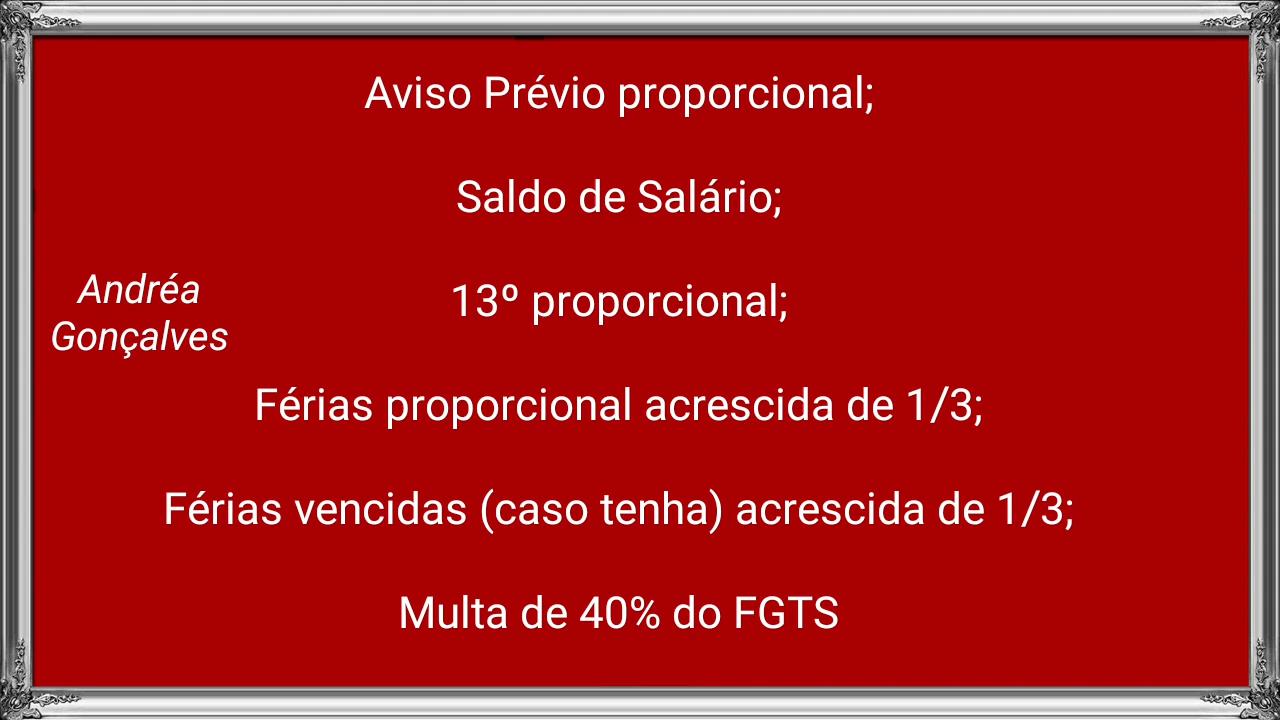 Aviso Prévio proporcional;
Saldo de Salário;
Andréa
Gonçalves
13º proporcional;
Férias proporcional acrescida de 1/3;
Férias vencidas (caso tenha) acrescida de 1/3;
Multa de 40% do FGTS